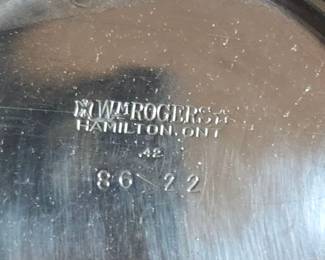 WM ROGERS
HAMILTON, ONT
.42
86 22